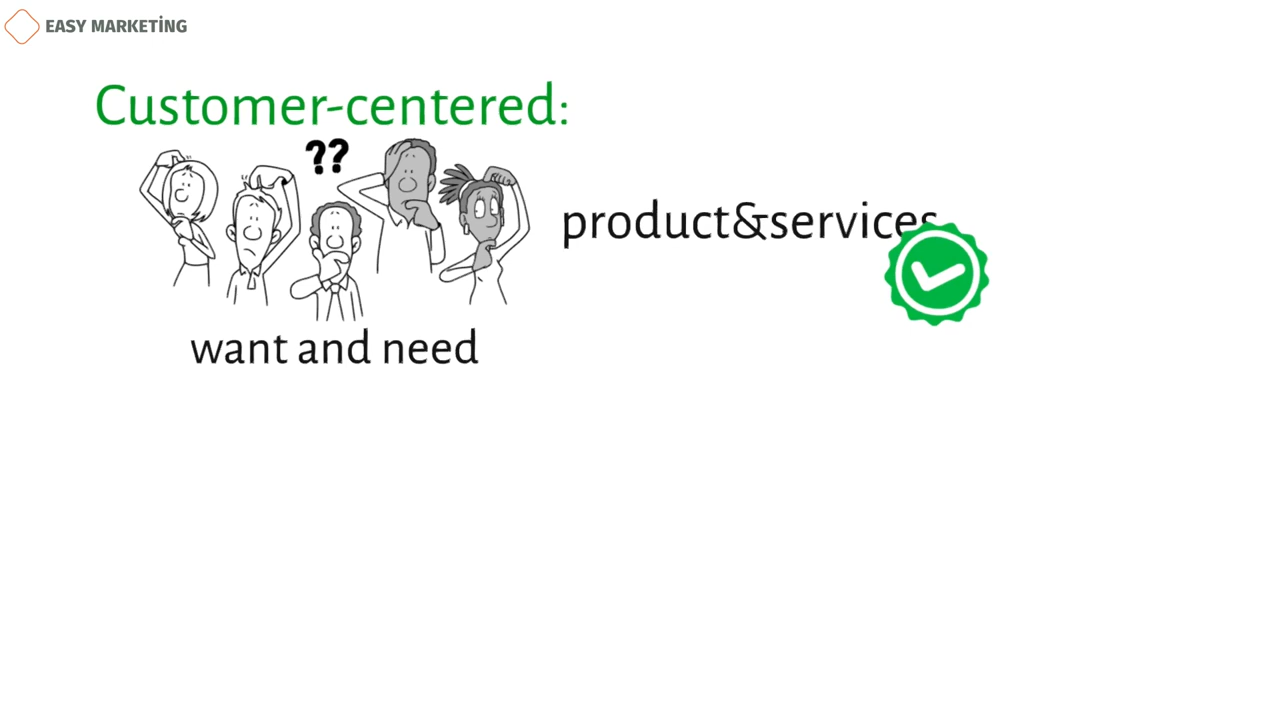 EASY MARKETİNG
Customer-centered:
??
product&services
want and need